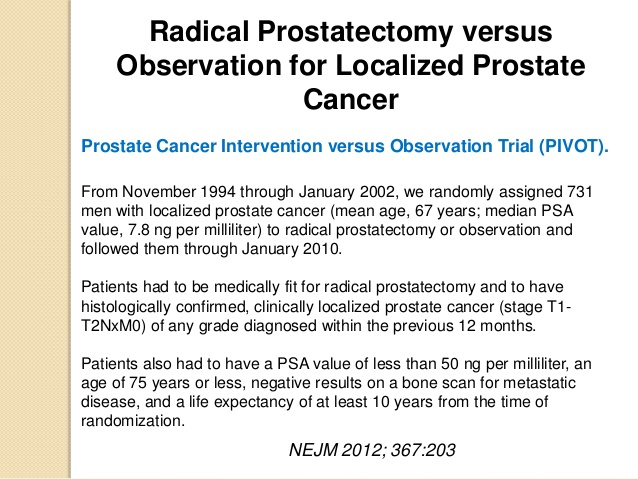 Radical Prostatectomy versus
Observation for Localized Prostate
Cancer
Prostate Cancer Intervention versus Observation Trial (PIVOT).
From November 1994 through January 2002, we randomly assigned 731
men with localized prostate cancer (mean age, 67 years; median PSA
value, 7.8 ng per milliliter) to radical prostatectomy or observation and
followed them through January 2010.
Patients had to be medically fit for radical prostatectomy and to have
histologically confirmed, clinically localized prostate cancer (stage T1-
T2NxM0) of any grade diagnosed within the previous 12 months.
Patients also had to have a PSA value of less than 50 ng per milliliter, an
age of 75 years or less, negative results on a bone scan for metastatic
disease, and a life expectancy of at least 10 years from the time of
randomization.
NEJM 2012; 367:203